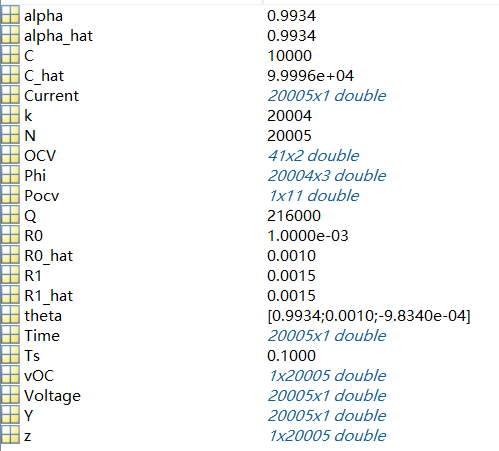 alpha 0.9934
alpha_hat 0.9934
C 10000
C_hat 9.9996e+04
Current 20005x1 double
k 20004
N 20005
OCV 41x2 double
Phi 20004x3 double
Pocv 1x11 double
Q 216000
R0 1.0000e-03
R0_hat 0.0010
R1 0.0015
R1_hat 0.0015
theta [0.9934;0.0010;-9.8340e-04]
Time 20005x1 double
Ts 0.1000
vOC 1x20005 double
Voltage 20005x1 double
Y 20005x1 double
z 1x20005 double